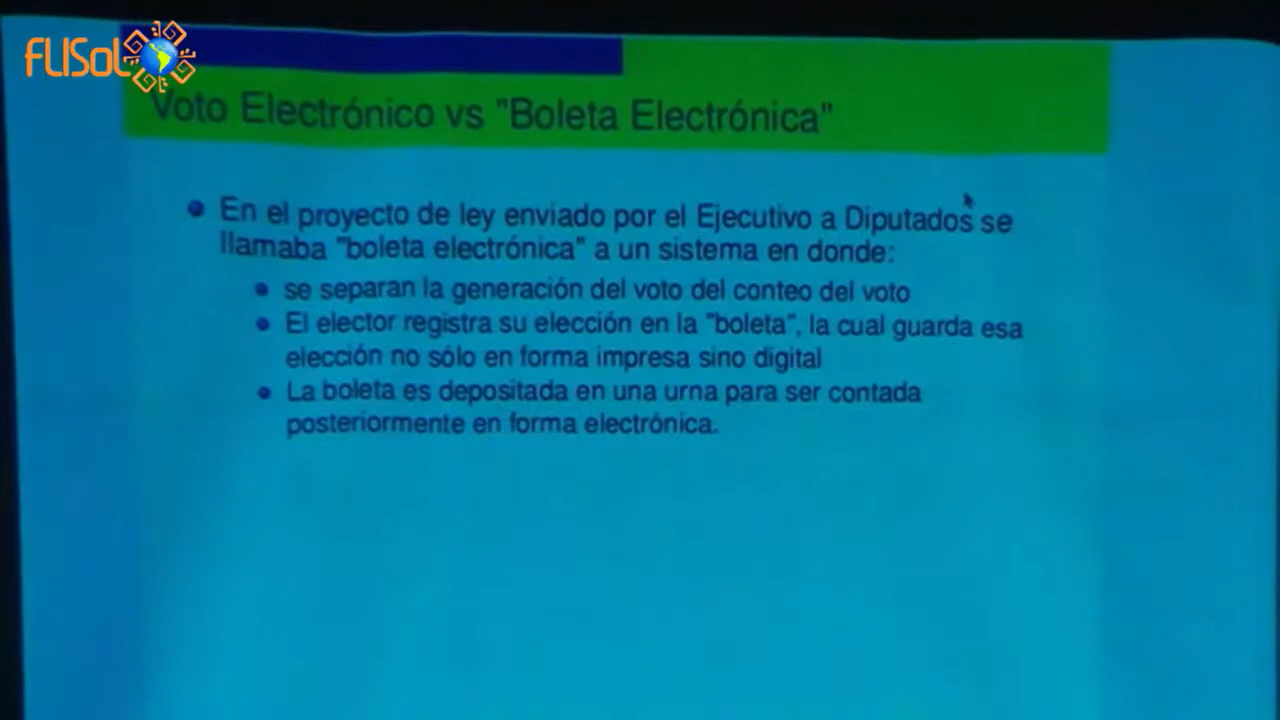 FLISoL
Voto Electrónico vs "Boleta Electrónica"
En el proyecto de ley enviado por el Ejecutivo a Diputados se
llamaba "boleta electrónica" a un sistema en donde:
se separan la generación del voto del conteo del voto
El elector registra su elección en la "boleta", la cual guarda esa
elección no sólo en forma impresa sino digital
La boleta es depositada en una urna para ser contada
posteriormente en forma electrónica.